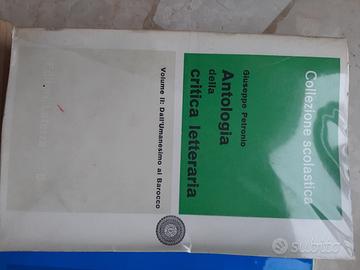 Collezione scolastica
Giuseppe Petronio
Antologia
della
critica letteraria
Volume II: Dall'Umanesimo al Barocco
subito